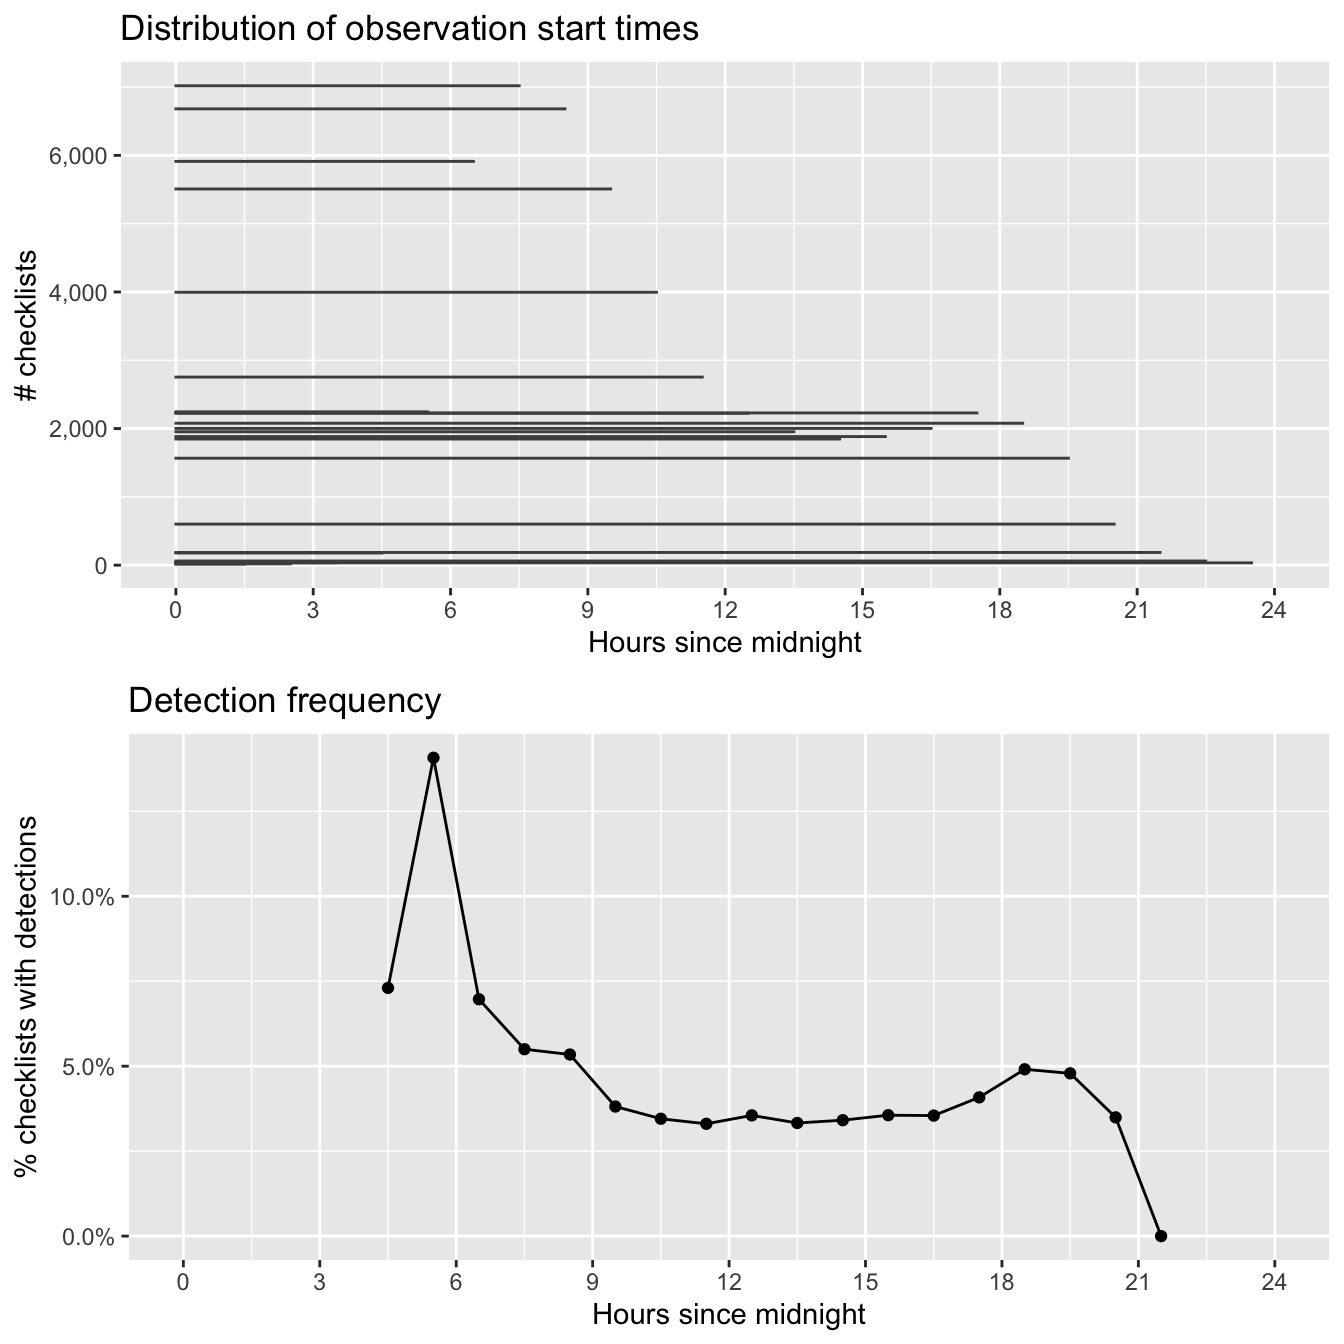 Distribution of observation start times
# checklists
6,000
4,000
2,000
0
0 3 6 9 12 15 18 21 24
Hours since midnight
Detection frequency
% checklists with detections
10.0%
5.0%
0.0%
0 3 6 9 12 15 18 21 24
Hours since midnight